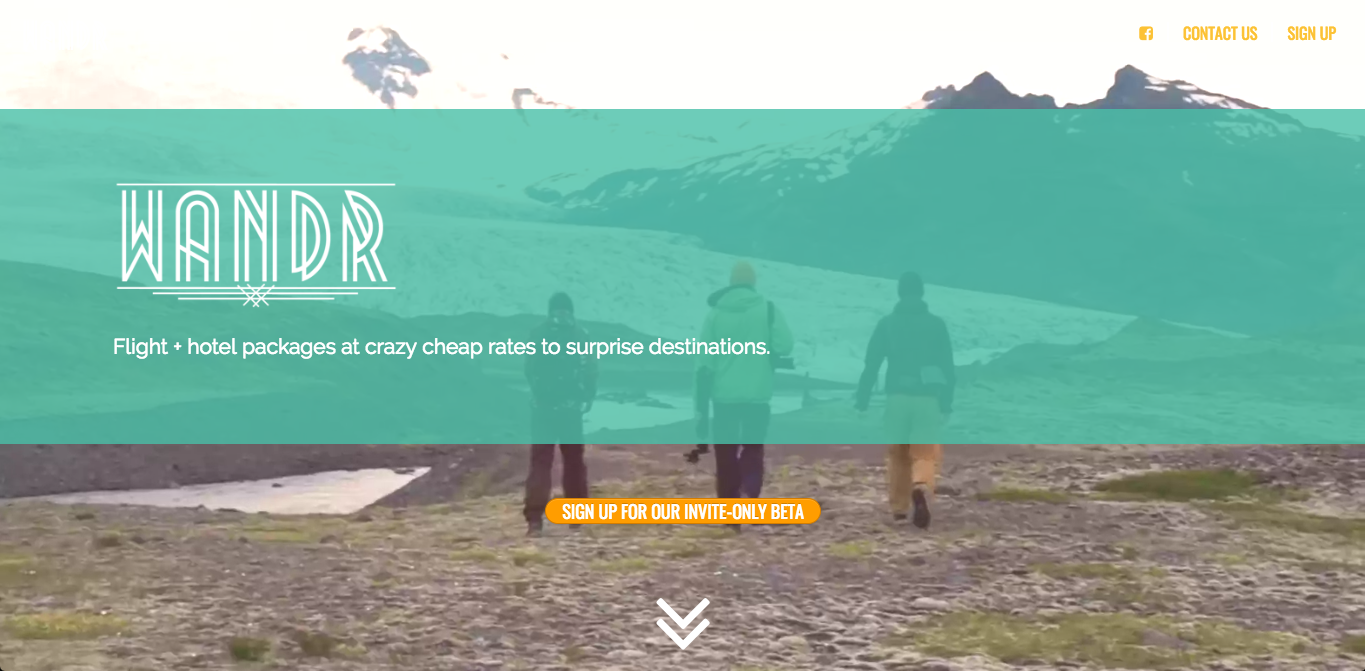 CONTACT US
SIGN UP
WANDR
Flight + hotel packages at crazy cheap rates to surprise destinations.
SIGN UP FOR OUR INVITE-ONLY BETA